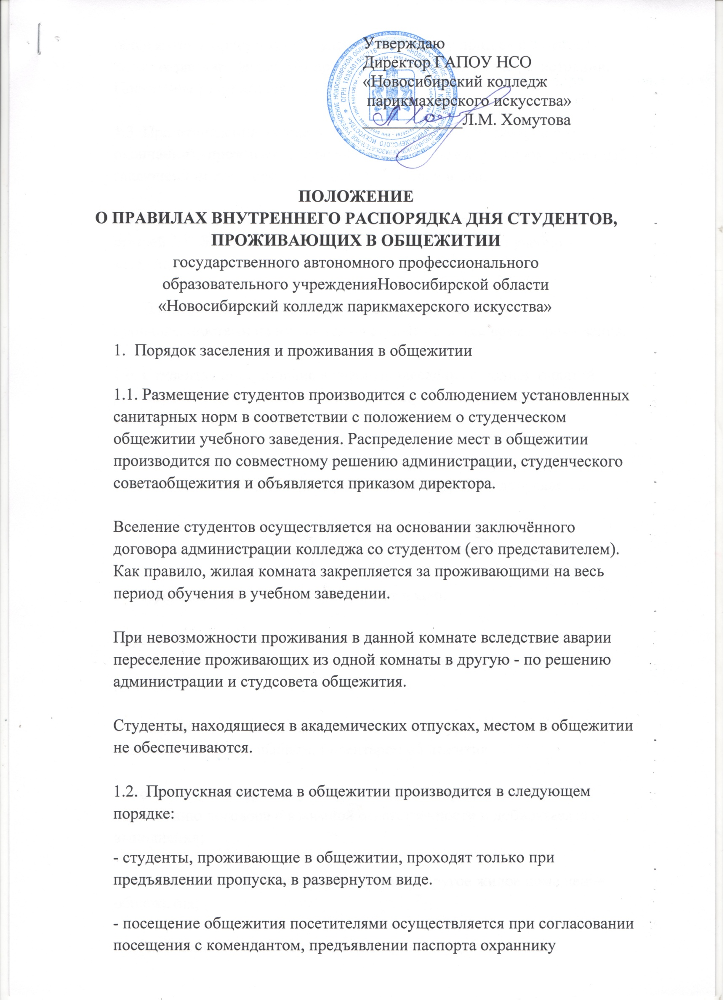 Утверждаю
Директор ГАПОУ НСО
«Новосибирский колледж
парикмахерского искусства»
Л.М. Хомутова
ПОЛОЖЕНИЕ
О ПРАВИЛАХ ВНУТРЕННЕГО РАСПОРЯДКА ДНЯ СТУДЕНТОВ,
ПРОЖИВАЮЩИХ В ОБЩЕЖИТИИ
государственного автономного профессионального
образовательного учрежденияНовосибирской области
«Новосибирский колледж парикмахерского искусства»
1. Порядок заселения и проживания в общежитии
1.1. Размещение студентов производится с соблюдением установленных
санитарных норм в соответствии с положением о студенческом
общежитии учебного заведения. Распределение мест в общежитии
производится по совместному решению администрации, студенческого
советаобщежития и объявляется приказом директора.
Вселение студентов осуществляется на основании заключённого
договора администрации колледжа со студентом (его представителем).
Как правило, жилая комната закрепляется за проживающими на весь
период обучения в учебном заведении.
При невозможности проживания в данной комнате вследствие аварии
переселение проживающих из одной комнаты в другую - по решению
администрации и студсовета общежития.
Студенты, находящиеся в академических отпусках, местом в общежитии
не обеспечиваются.
1.2. Пропускная система в общежитии производится в следующем
порядке:
- студенты, проживающие в общежитии, проходят только при
предъявлении пропуска, в развернутом виде.
- посещение общежития посетителями осуществляется при согласовании
посещения с комендантом, предъявлении паспорта охраннику